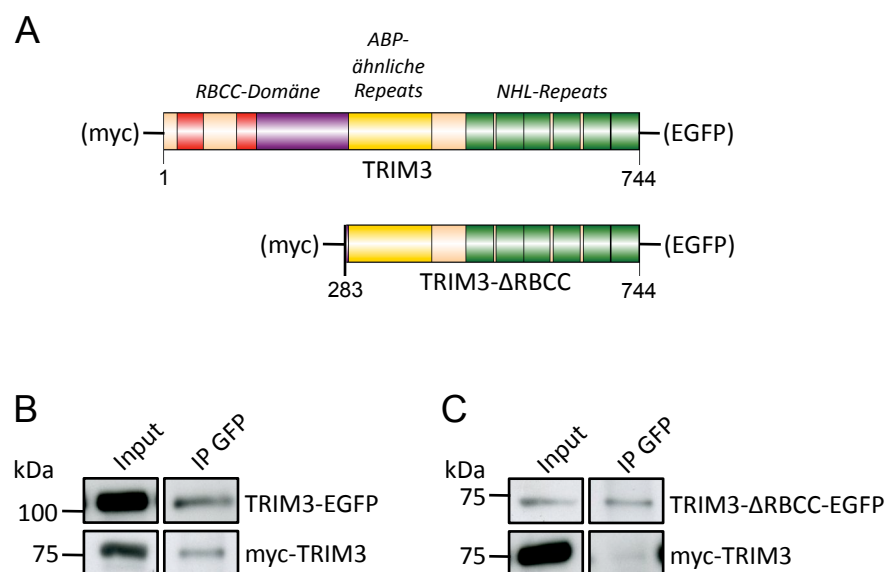 A
RBCC-Domäne
ABP-
ähnliche
Repeats
NHL-Repeats
(myc)
(EGFP)
1
TRIM3
744
(myc)
(EGFP)
283
TRIM3-ΔRBCC
744
B
kDa
Input
IP GFP
100
TRIM3-EGFP
75
myc-TRIM3
C
kDa
Input
IP GFP
75
TRIM3-ΔRBCC-EGFP
75
myc-TRIM3